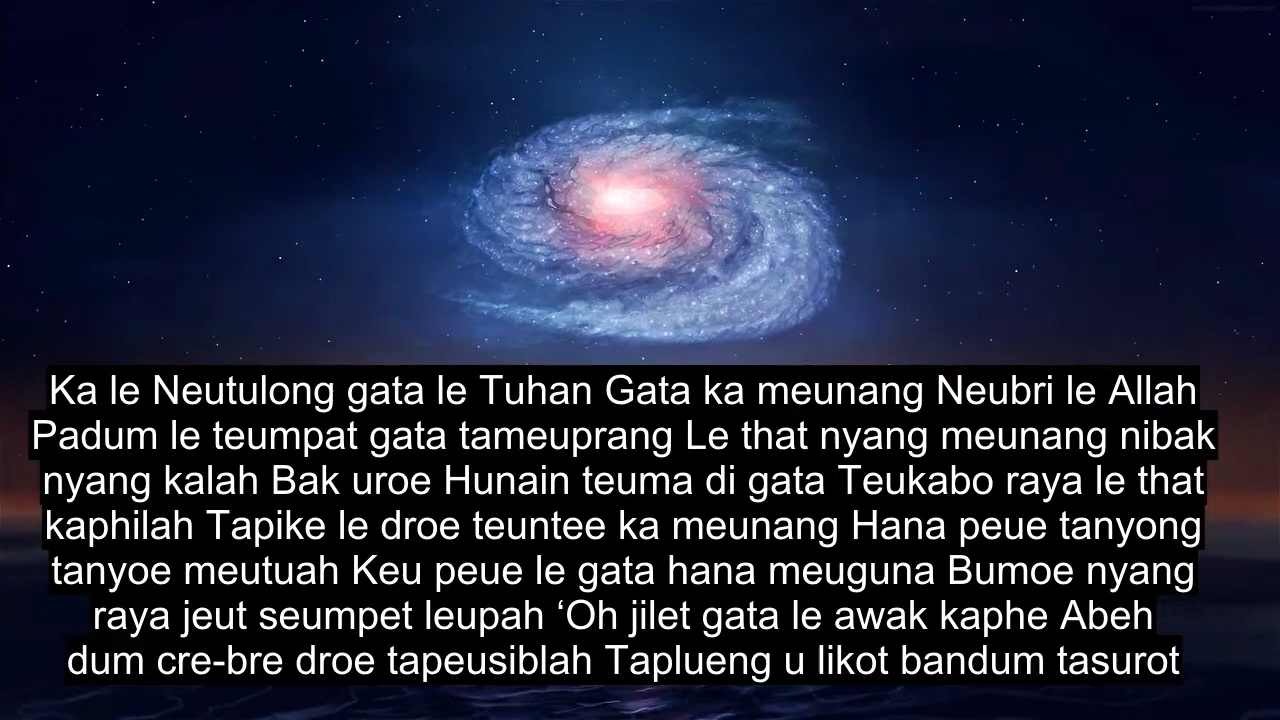 Ka le Neutulong gata le Tuhan Gata ka meunang Neubri le Allah
Padum le teumpat gata tameuprang Le that nyang meunang nibak
nyang kalah Bak uroe Hunain teuma di gata Teukabo raya le that
kaphilah Tapike le droe teuntee ka meunang Hana peue tanyong
tanyoe meutuah Keu peue le gata hana meuguna Bumoe nyang
raya jeut seumpet leupah ‘Oh jilet gata le awak kaphe Abeh
dum cre-bre droe tapeusiblah Taplueng u likot bandum tasurot